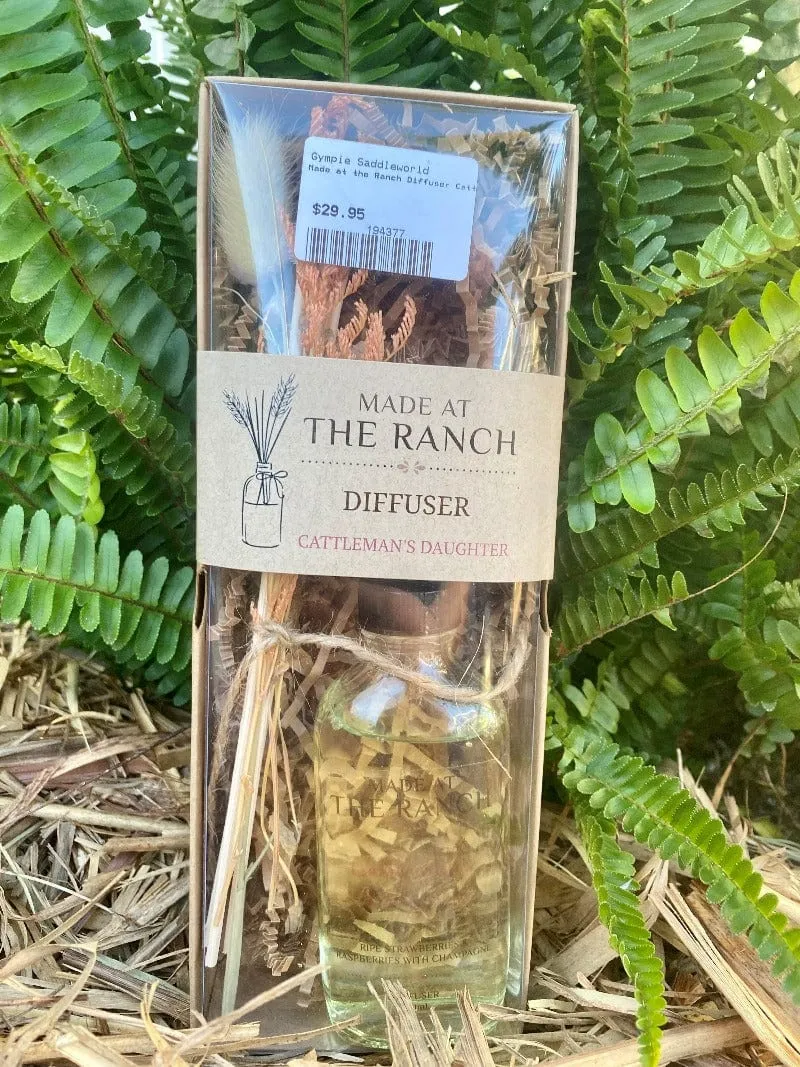 Gympie Saddleworld
Made at the Ranch Diffuser Catt
$29.95
194377
MADE AT
THE RANCH
DIFFUSER
CATTLEMAN'S DAUGHTER
MADE AT
THE RANCH
RIPE STRAWBERRIES
RASPBERRIES WITH CHAMPAGNE